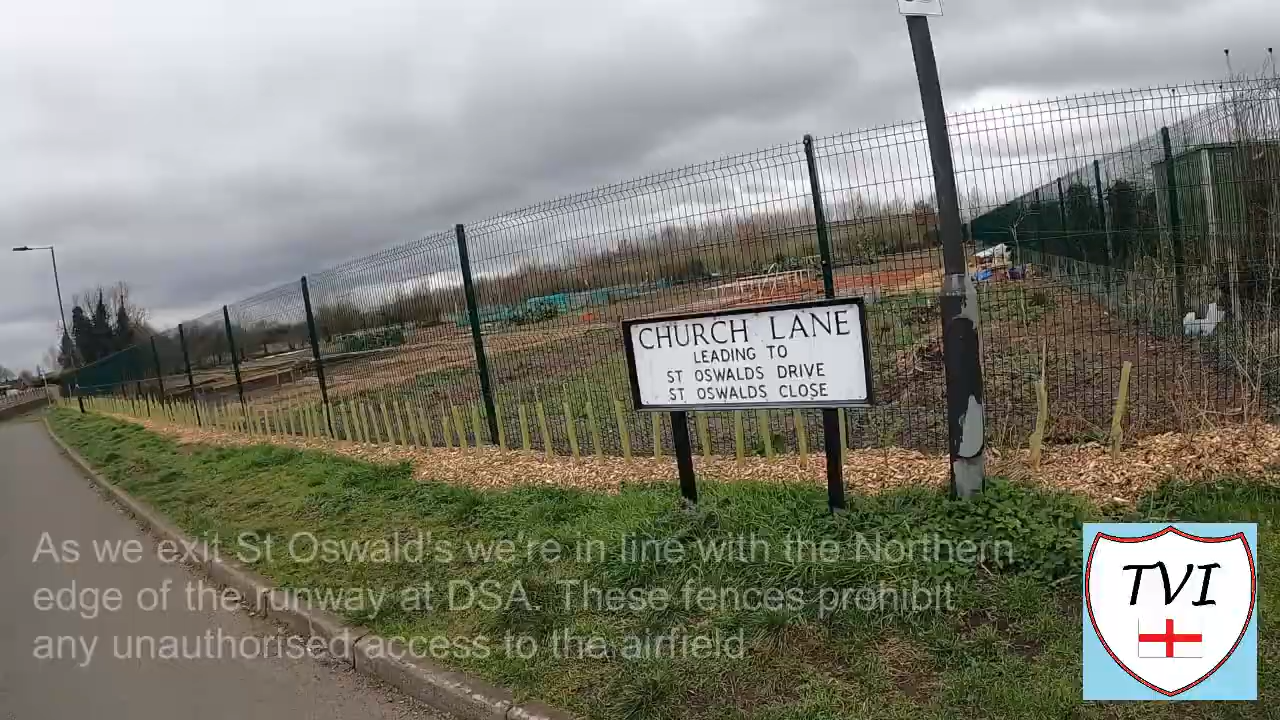 CHURCH LANE
LEADING TO
ST OSWALDS DRIVE
ST OSWALDS CLOSE
As we exit St Oswald's we're in line with the Northern
edge of the runway at DSA. These fences prohibit
any unauthorised access to the airfield
TVI